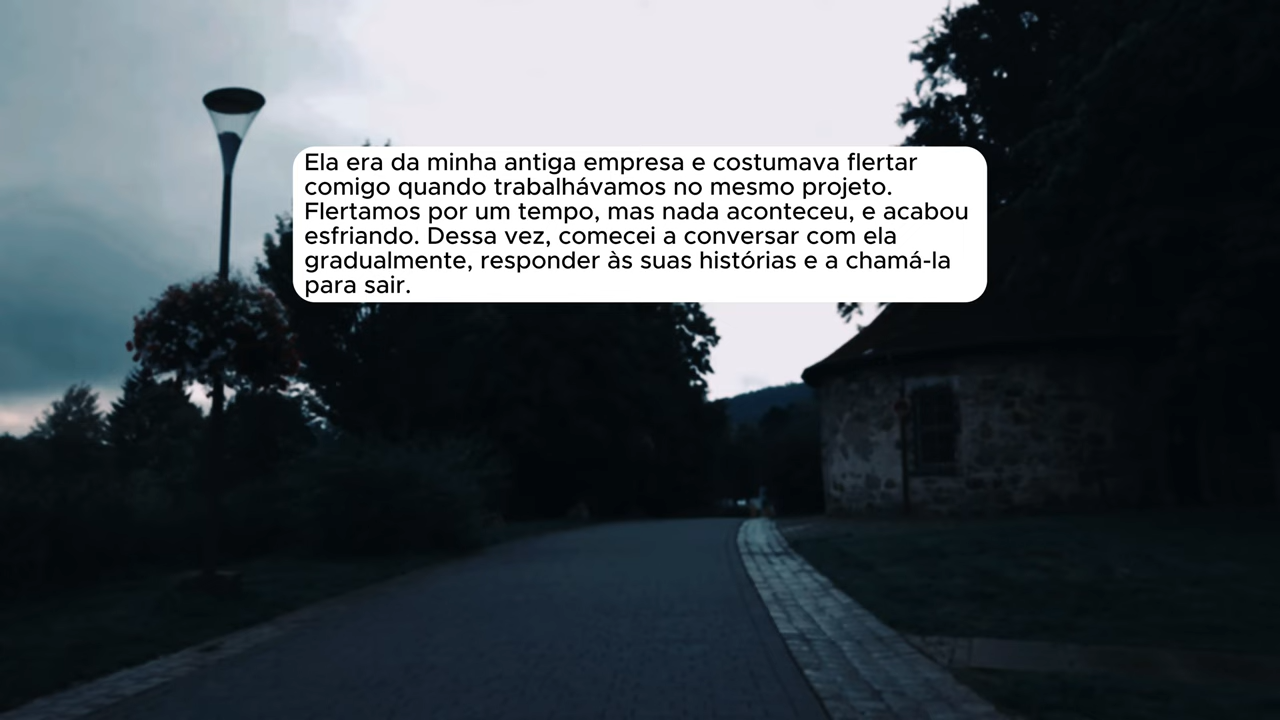 Ela era da minha antiga empresa e costumava flertar
comigo quando trabalhávamos no mesmo projeto.
Flertamos por um tempo, mas nada aconteceu, e acabou
esfriando. Dessa vez, comecei a conversar com ela
gradualmente, responder às suas histórias e a chamá-la
para sair.